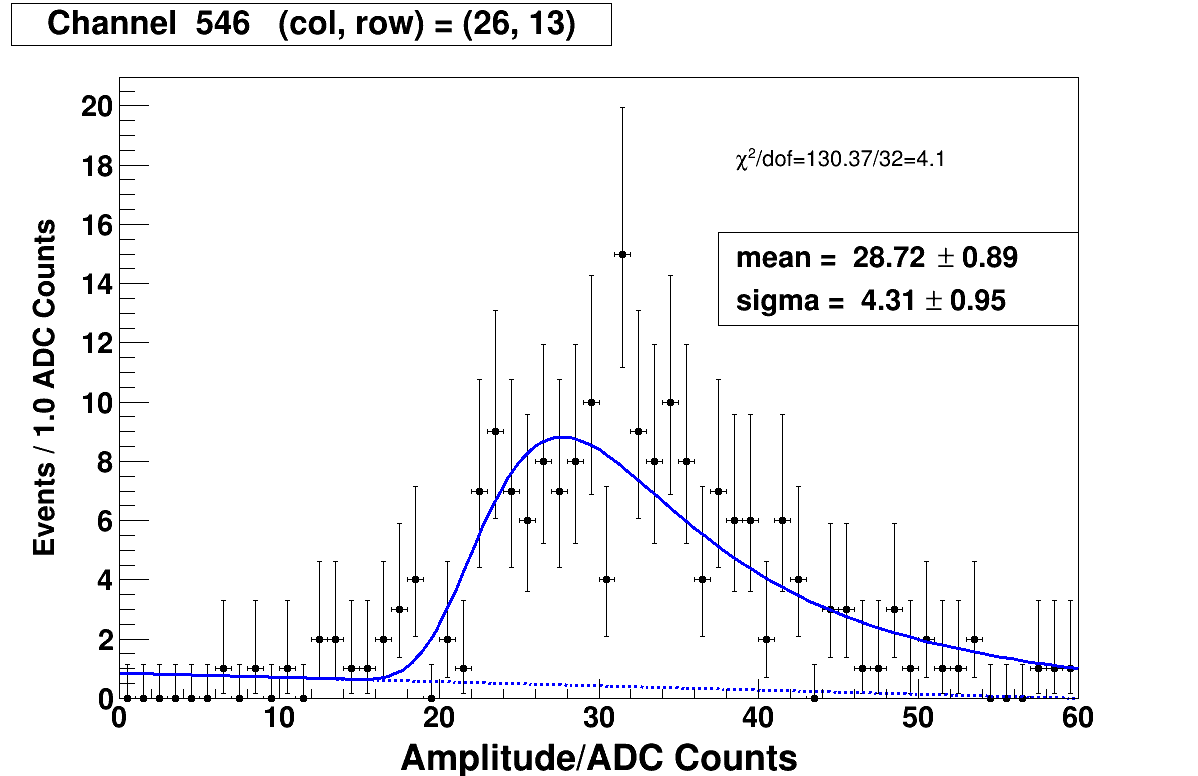 Channel 546 (col, row) = (26, 13)
Events / 1.0 ADC Counts
20
18
16
14
12
10
8
6
4
2
0
χ²/dof=130.37/32=4.1
mean = 28.72 ± 0.89
sigma = 4.31 ± 0.95
0 10 20 30 40 50 60
Amplitude/ADC Counts